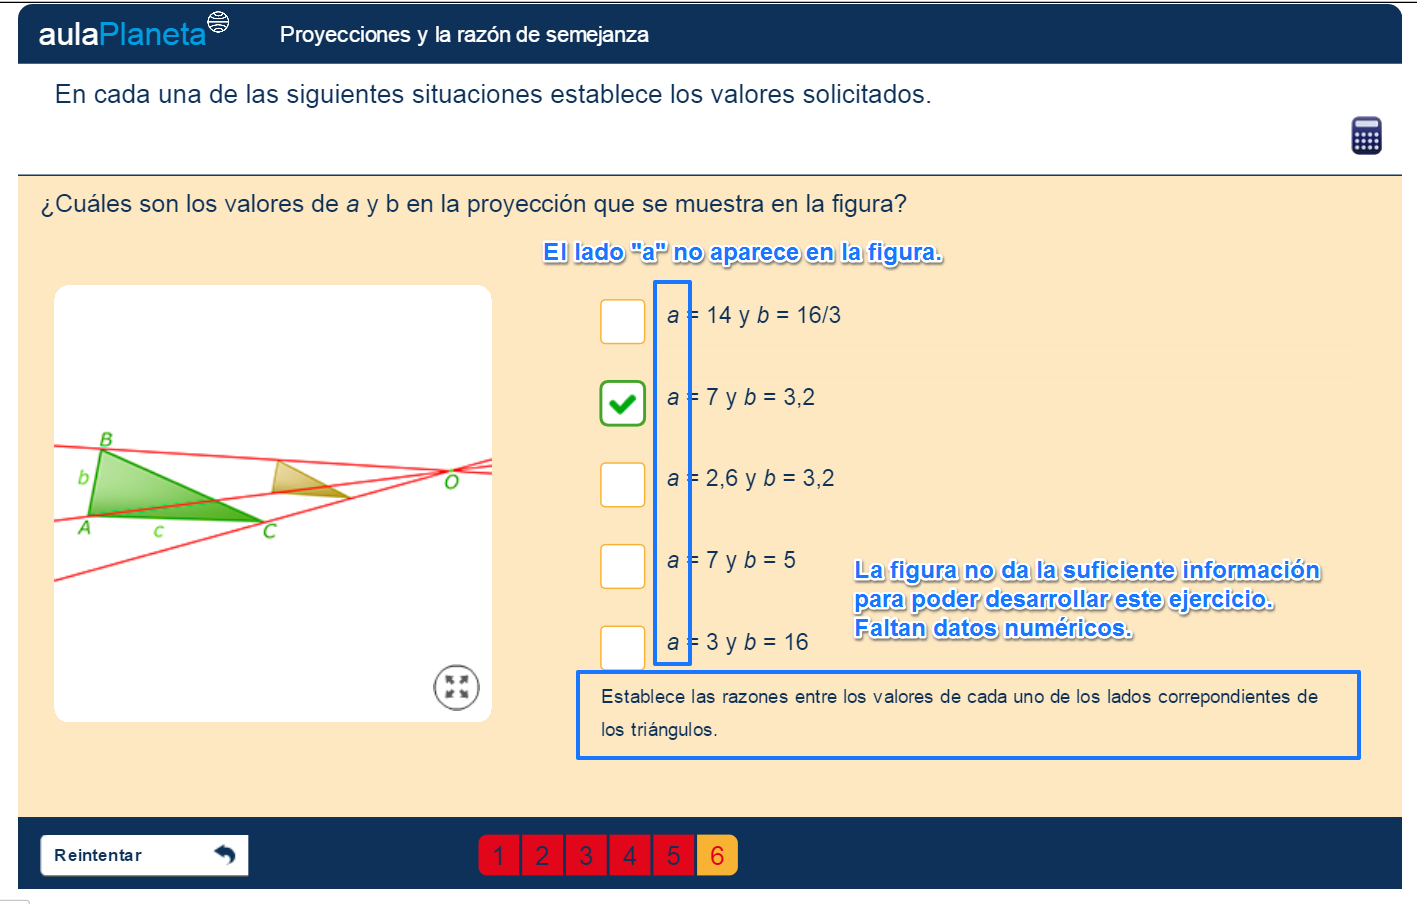 aulaPlaneta
Proyecciones y la razón de semejanza
En cada una de las siguientes situaciones establece los valores solicitados.
¿Cuáles son los valores de a y b en la proyección que se muestra en la figura?
El lado "a" no aparece en la figura.
a = 14 y b = 16/3
a = 7 y b = 3,2
a = 2,6 y b = 3,2
a = 7 y b = 5
a = 3 y b = 16
B
b
A
c
C
O
La figura no da la suficiente información
para poder desarrollar este ejercicio.
Faltan datos numéricos.
Establece las razones entre los valores de cada uno de los lados correpondientes de
los triángulos.
Reintentar
1 2 3 4 5 6